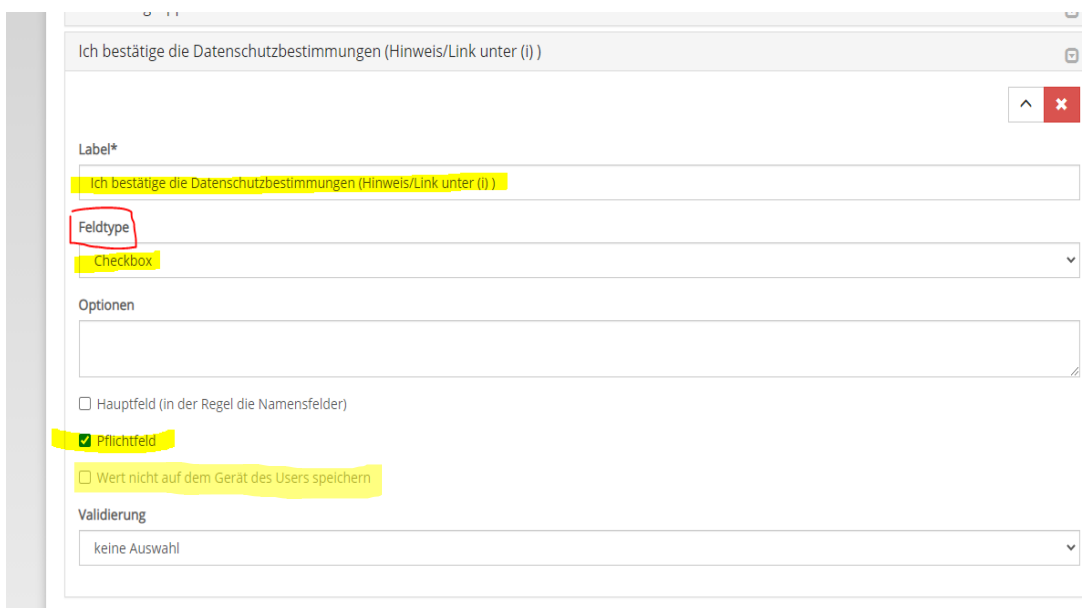 Ich bestätige die Datenschutzbestimmungen (Hinweis/Link unter (i) )
Label*
Ich bestätige die Datenschutzbestimmungen (Hinweis/Link unter (i) )
Feldtype
Checkbox
Optionen
Hauptfeld (in der Regel die Namensfelder)
Pflichtfeld
Wert nicht auf dem Gerät des Users speichern
Validierung
keine Auswahl